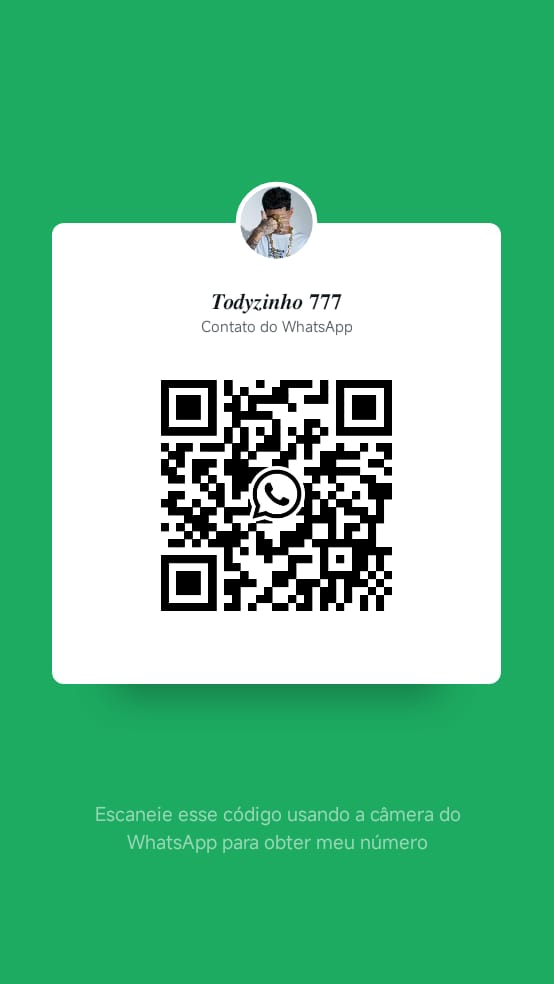 Todyzinho 777
Contato do WhatsApp
Escaneie esse código usando a câmera do
WhatsApp para obter meu número